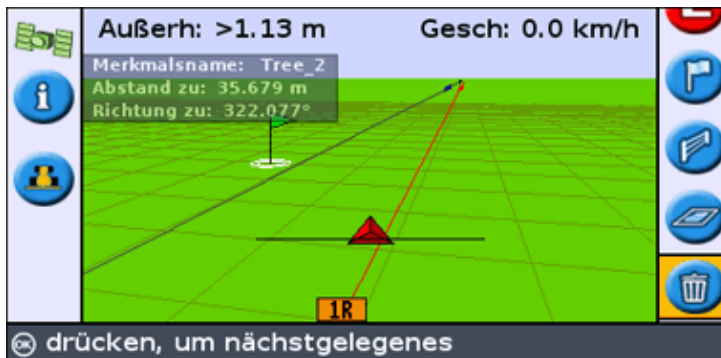 Außerh: >1.13 m Gesch: 0.0 km/h
Merkmalsname: Tree_2
Abstand zu: 35.679 m
Richtung zu: 322.077°
1R
drücken, um nächstgelegenes